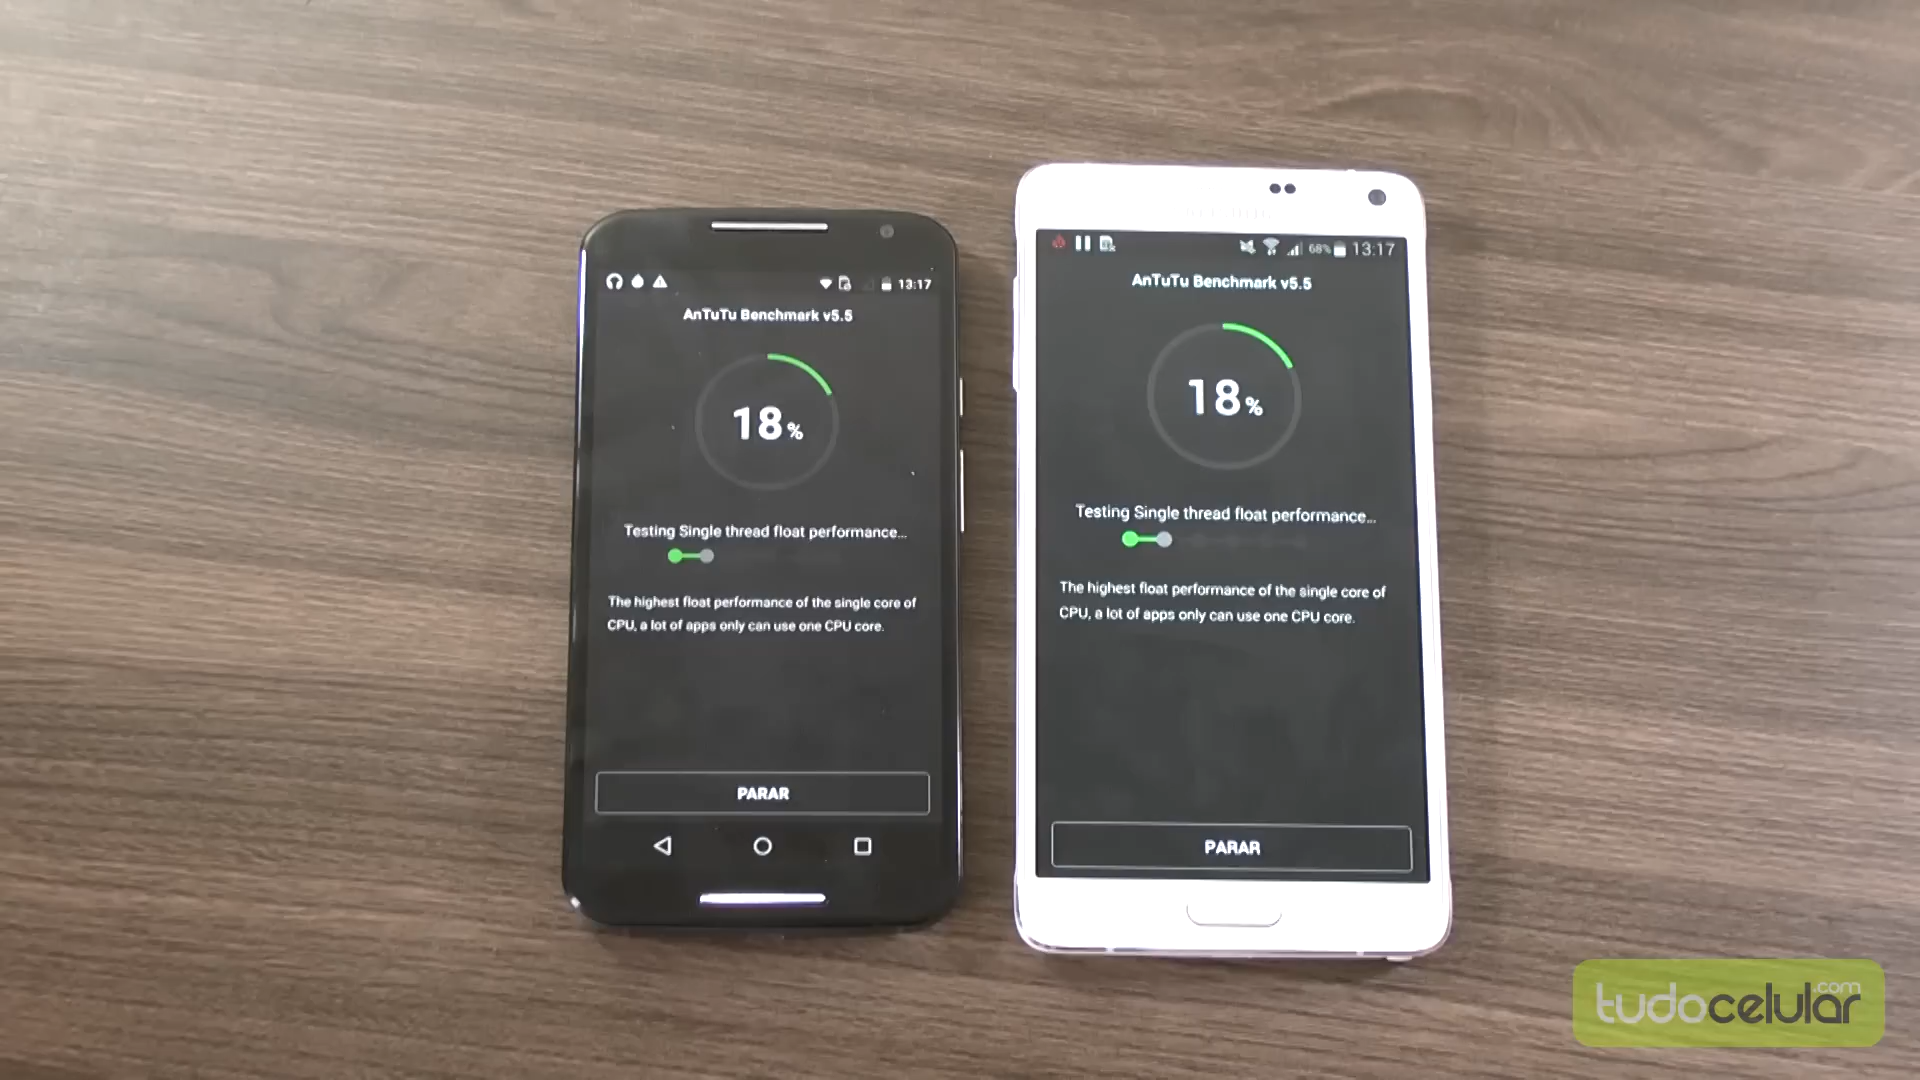 13:17
AnTuTu Benchmark v5.5
18%
Testing Single thread float performance...
The highest float performance of the single core of
CPU, a lot of apps only can use one CPU core.
PARAR
68% 13:17
AnTuTu Benchmark v5.5
18%
Testing Single thread float performance...
The highest float performance of the single core of
CPU, a lot of apps only can use one CPU core.
PARAR
tudocelular.com